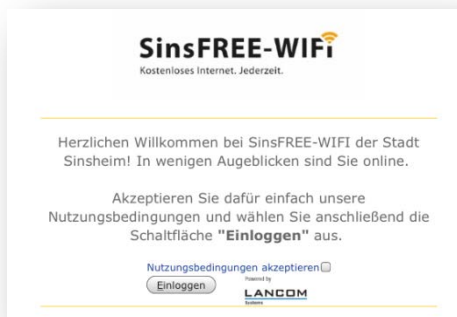 SinsFREE-WIFI
Kostenloses Internet. Jederzeit.
Herzlichen Willkommen bei SinsFREE-WIFI der Stadt
Sinsheim! In wenigen Augeblicken sind Sie online.
Akzeptieren Sie dafür einfach unsere
Nutzungsbedingungen und wählen Sie anschließend die
Schaltfläche "Einloggen" aus.
Nutzungsbedingungen akzeptieren
Einloggen
Powered by
LANCOM
Systems